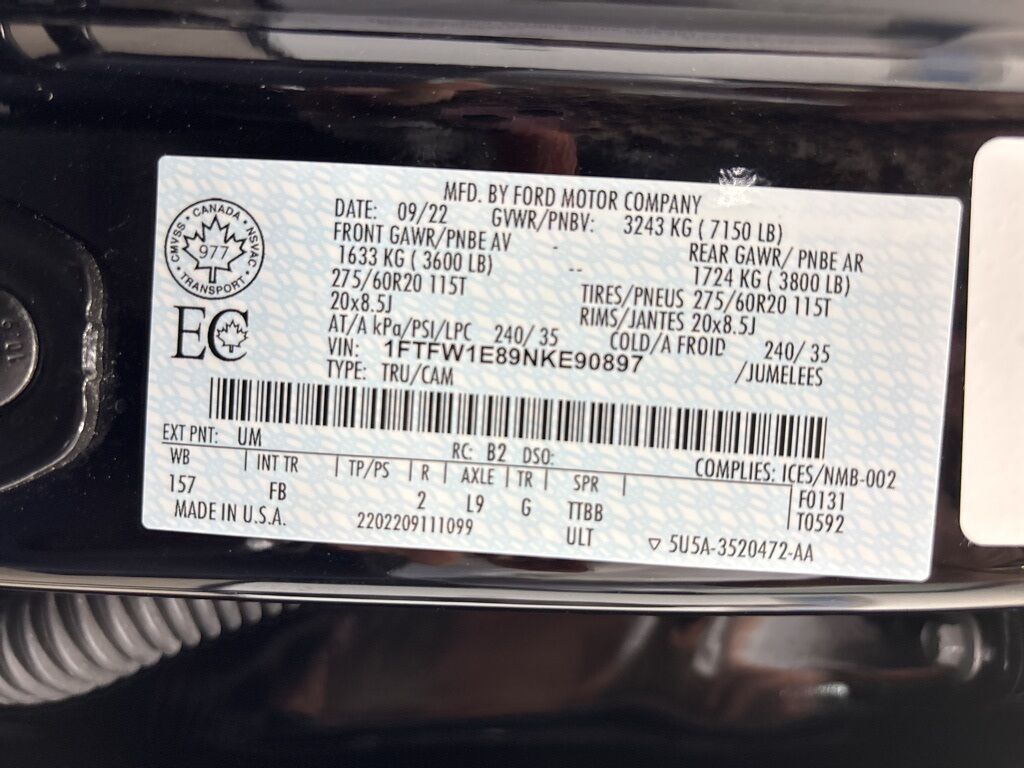 MFD. BY FORD MOTOR COMPANY
DATE: 09/22 GVWR/PNBV: 3243 KG ( 7150 LB)
FRONT GAWR/PNBE AV - REAR GAWR/ PNBE AR
1633 KG ( 3600 LB) -- 1724 KG ( 3800 LB)
275/60R20 115T TIRES/PNEUS 275/60R20 115T
20x8.5J RIMS/JANTES 20x8.5J
AT/A kPa/PSI/LPC 240/ 35 COLD/A FROID 240/ 35
VIN: 1FTFW1E89NKE90897 /JUMELEES
TYPE: TRU/CAM
CANADA
CMVSS • NSVAC
977
TRANSPORT
EC
EXT PNT: UM RC: B2 DSO: COMPLIES: ICES/NMB-002
WB | INT TR | TP/PS | R | AXLE | TR | SPR | F0131
157 FB 2 L9 G TTBB | T0592
MADE IN U.S.A. 2202209111099 ULT ▽ 5U5A-3520472-AA